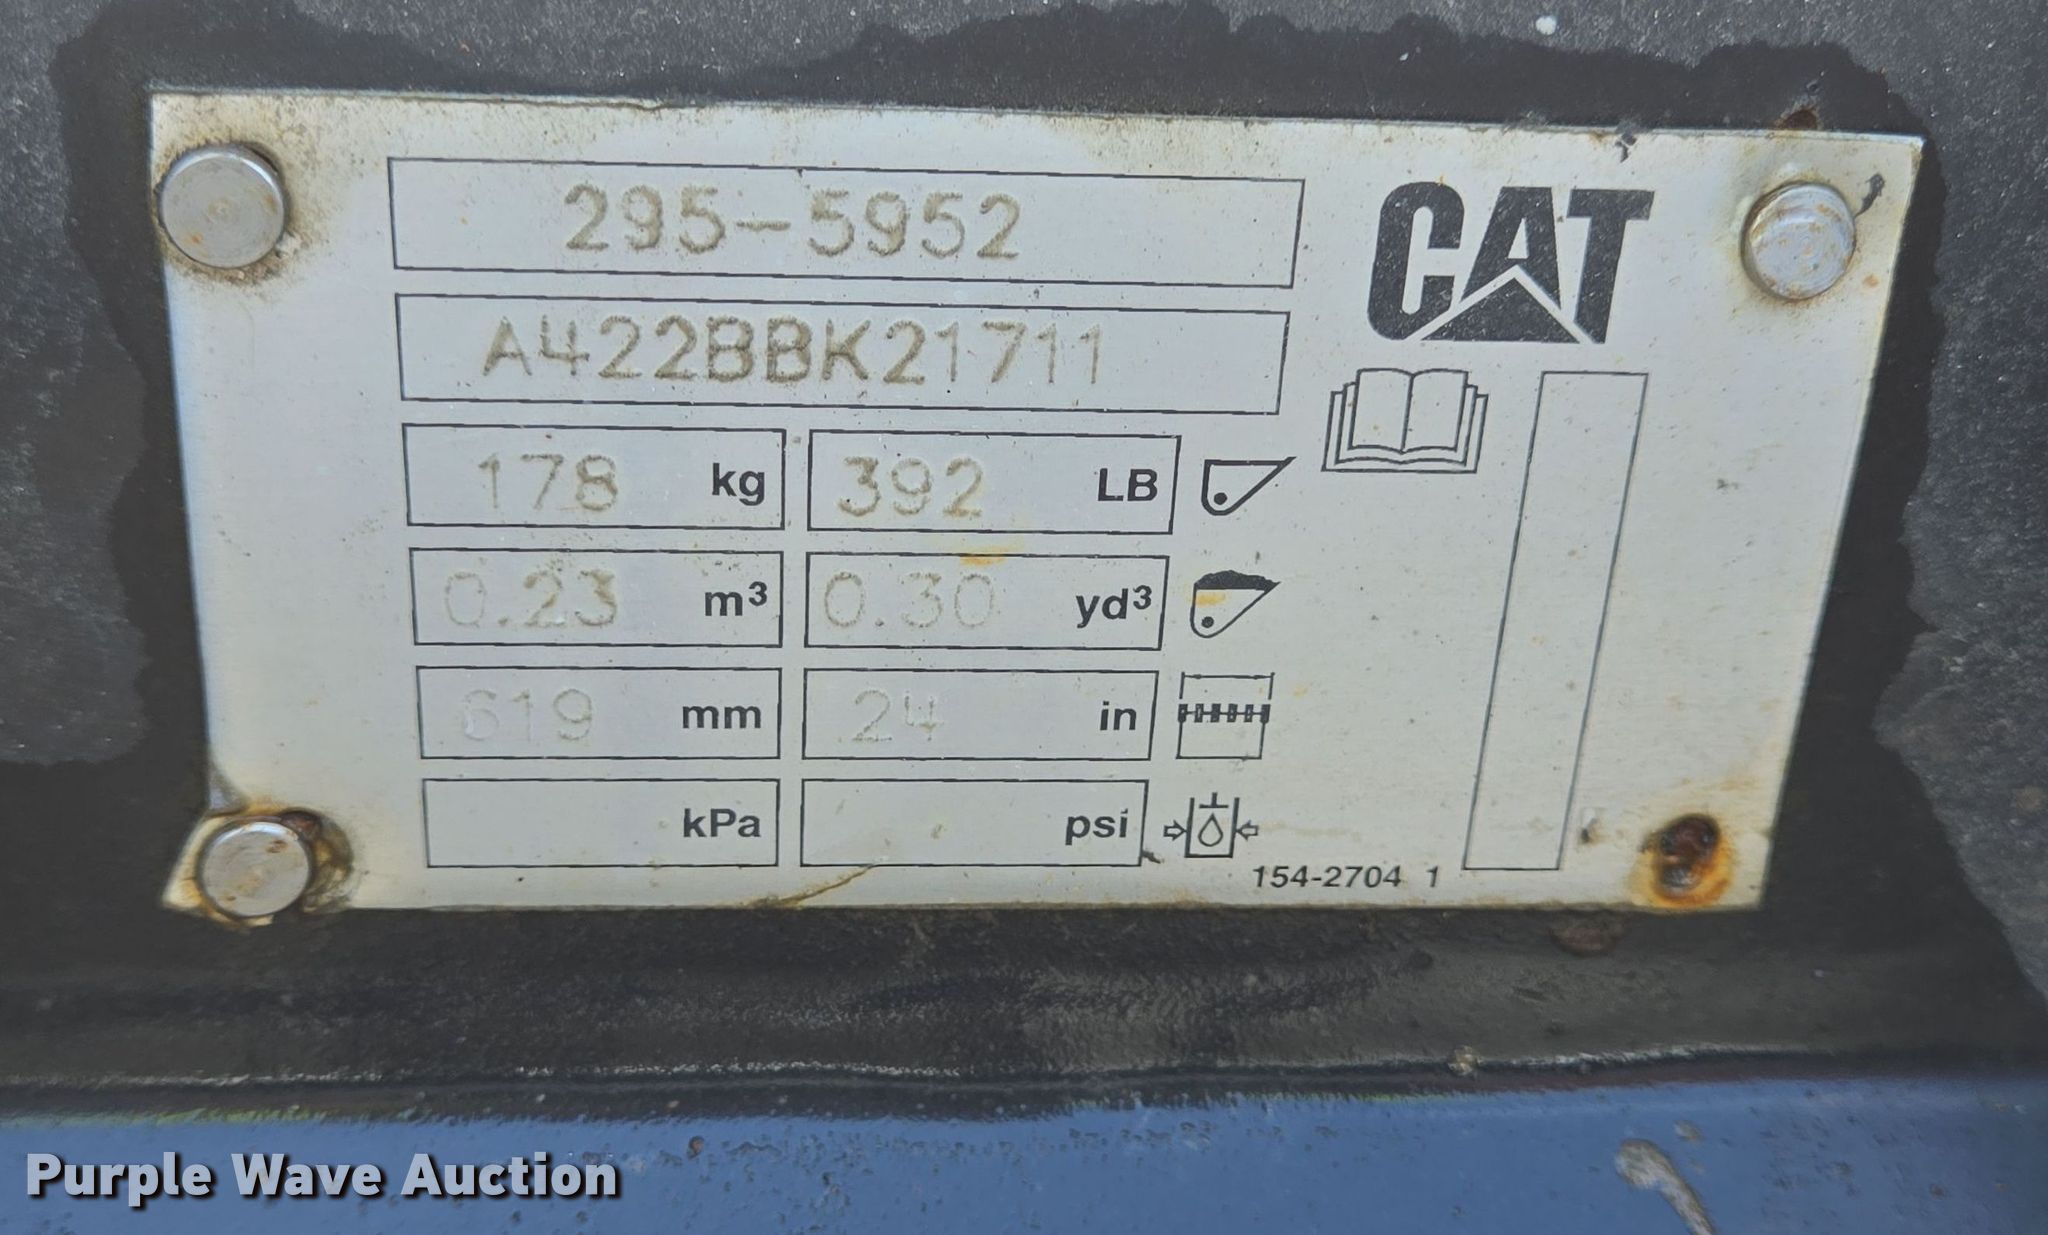 295-5952
CAT
A422BBK21711
178 kg 392 LB
0.23 m³ 0.30 yd³
619 mm 24 in
kPa psi
154-2704 1
Purple Wave Auction